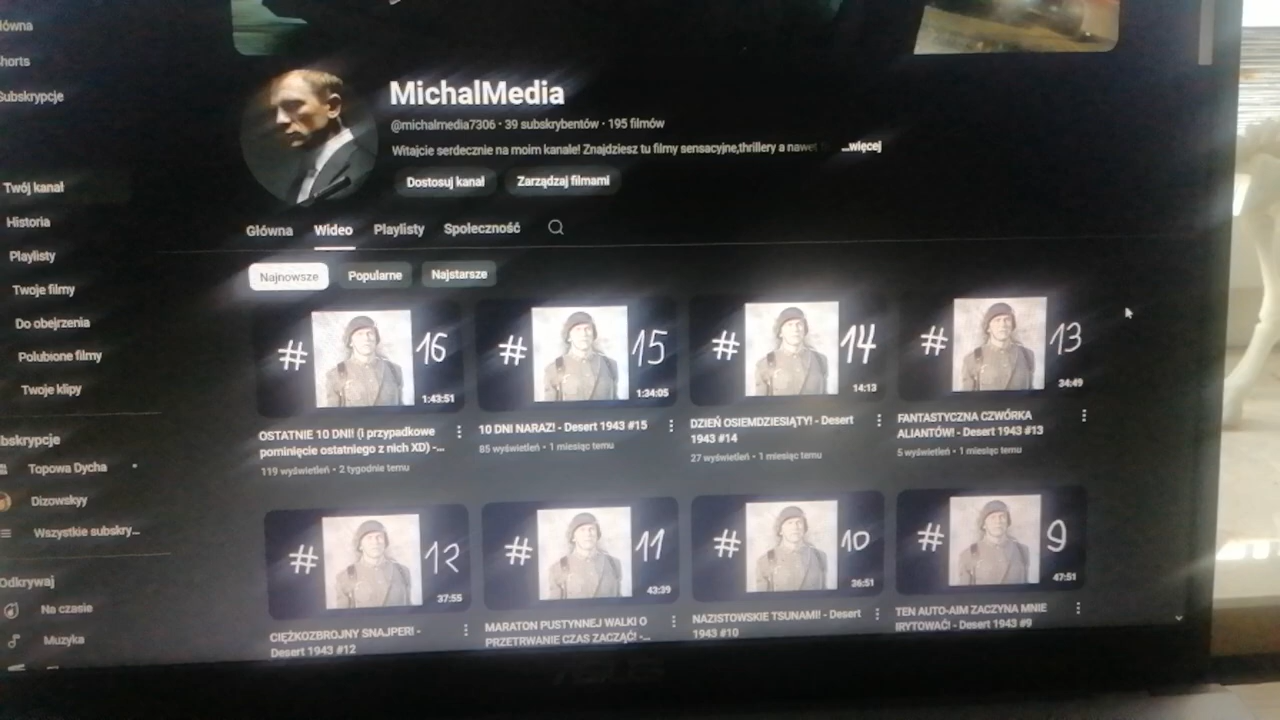 główna
Shorts
Subskrypcje
Twój kanał
Historia
Playlisty
Twoje filmy
Do obejrzenia
Polubione filmy
Twoje klipy
bskrypcje
Topowa Dycha
Dizowskyy
Wszystkie subskry...
Odkrywaj
Na czasie
Muzyka
MichalMedia
@michalmedia7306 · 39 subskrybentów · 195 filmów
Witajcie serdecznie na moim kanale! Znajdziesz tu filmy sensacyjne,thrillery a nawet ...więcej
Dostosuj kanał Zarządzaj filmami
Główna Wideo Playlisty Społeczność
Najnowsze Popularne Najstarsze
# 16
1:43:51
OSTATNIE 10 DNI! (i przypadkowe
pominięcie ostatniego z nich XD) -...
119 wyświetleń • 2 tygodnie temu
# 15
1:34:05
10 DNI NARAZ! - Desert 1943 #15
85 wyświetleń • 1 miesiąc temu
# 14
14:13
DZIEŃ OSIEMDZIESIĄTY! - Desert
1943 #14
27 wyświetleń • 1 miesiąc temu
# 13
34:49
FANTASTYCZNA CZWÓRKA
ALIANTÓW! - Desert 1943 #13
5 wyświetleń • 1 miesiąc temu
# 12
37:55
CIĘŻKOZBROJNY SNAJPER! -
Desert 1943 #12
# 11
43:39
MARATON PUSTYNNEJ WALKI O
PRZETRWANIE CZAS ZACZĄĆ! -...
# 10
36:51
NAZISTOWSKIE TSUNAMI! - Desert
1943 #10
# 9
47:51
TEN AUTO-AIM ZACZYNA MNIE
IRYTOWAĆ! - Desert 1943 #9